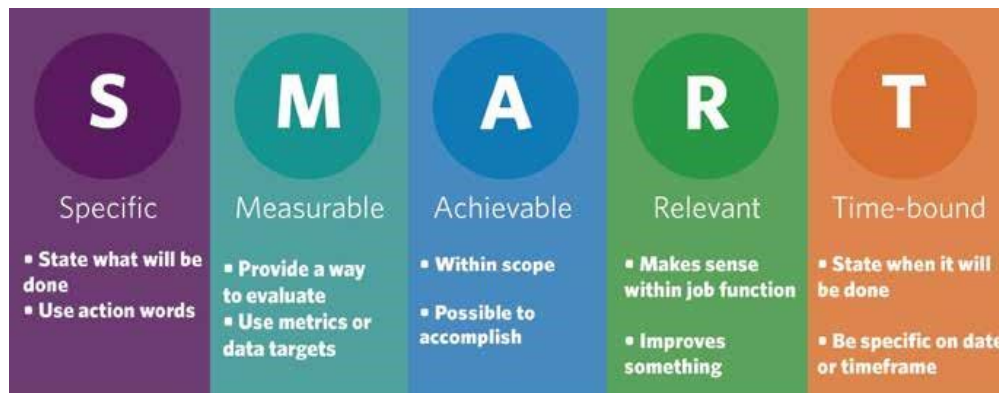 S
Specific
▪ State what will be
done
▪ Use action words
M
Measurable
▪ Provide a way
to evaluate
▪ Use metrics or
data targets
A
Achievable
▪ Within scope
▪ Possible to
accomplish
R
Relevant
▪ Makes sense
within job function
▪ Improves
something
T
Time-bound
▪ State when it will
be done
▪ Be specific on date
or timeframe